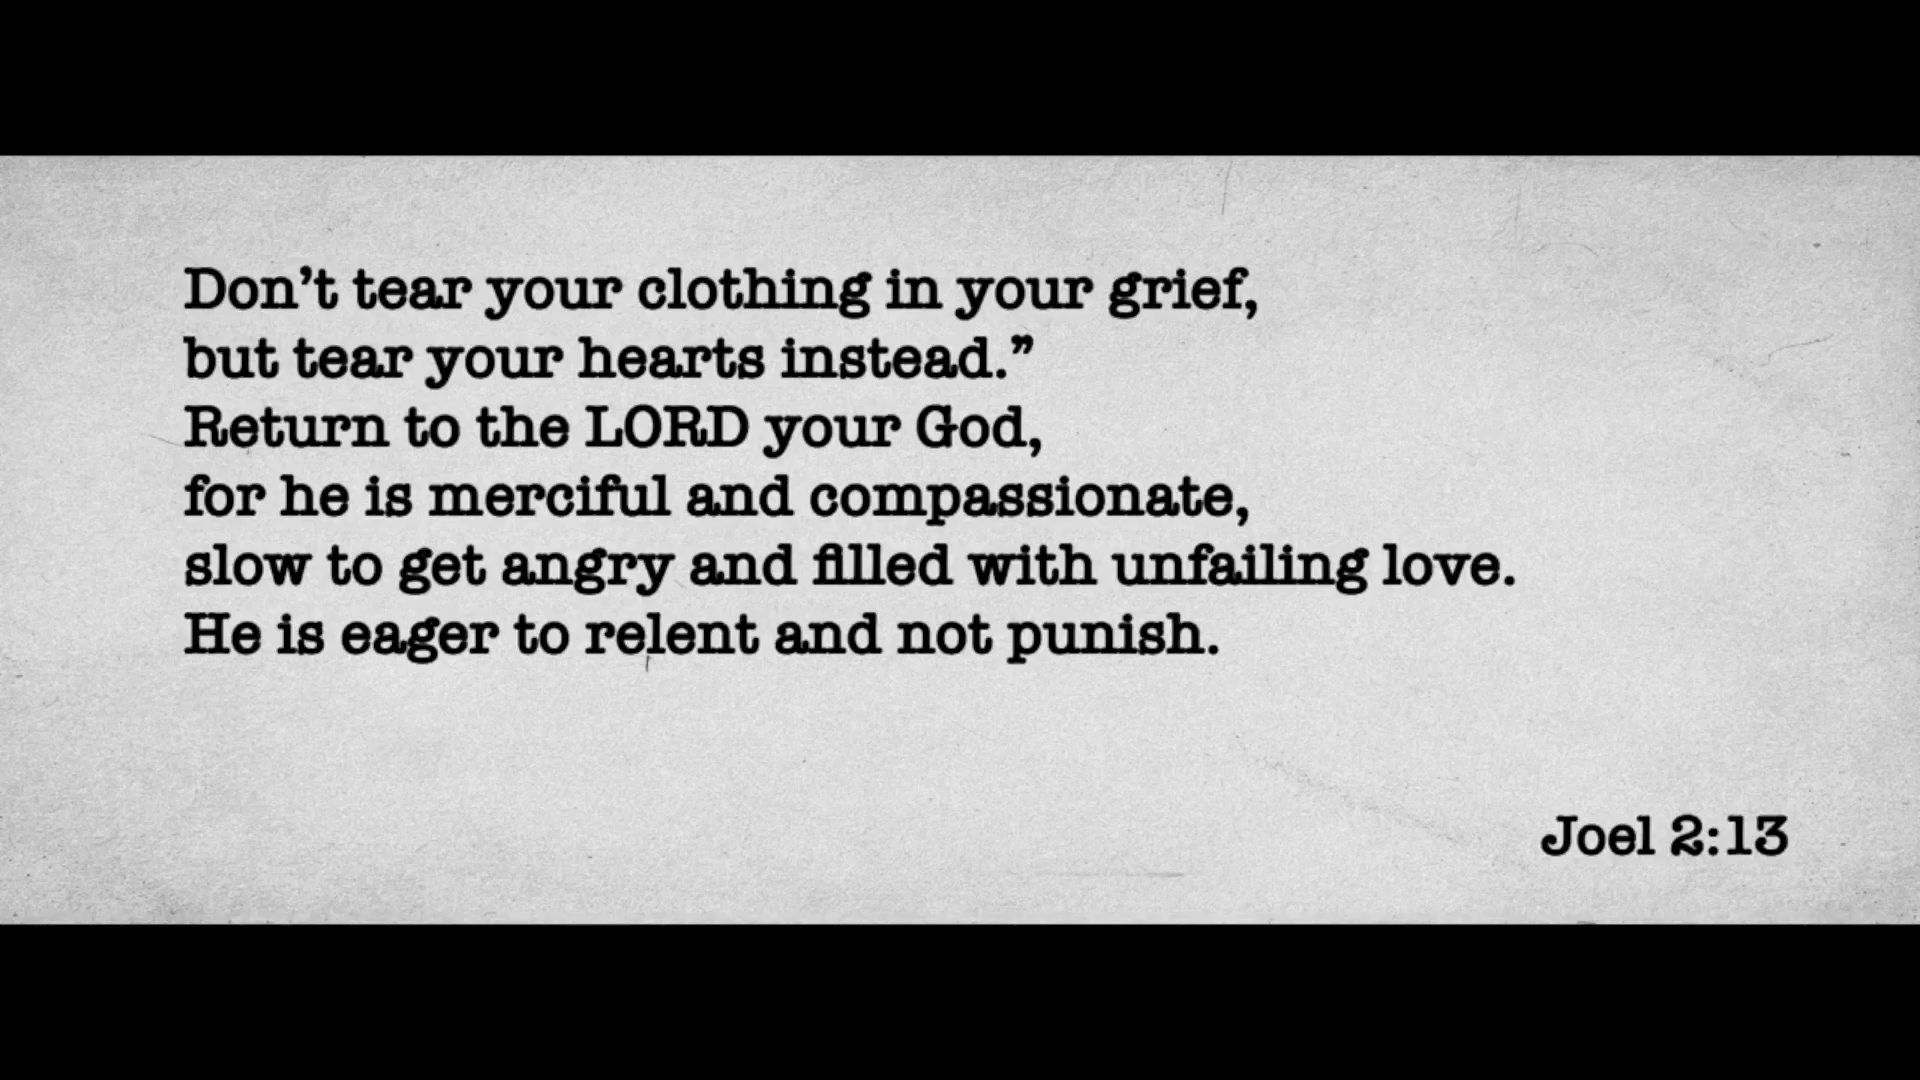 Don’t tear your clothing in your grief,
but tear your hearts instead.”
Return to the LORD your God,
for he is merciful and compassionate,
slow to get angry and filled with unfailing love.
He is eager to relent and not punish.
Joel 2:13